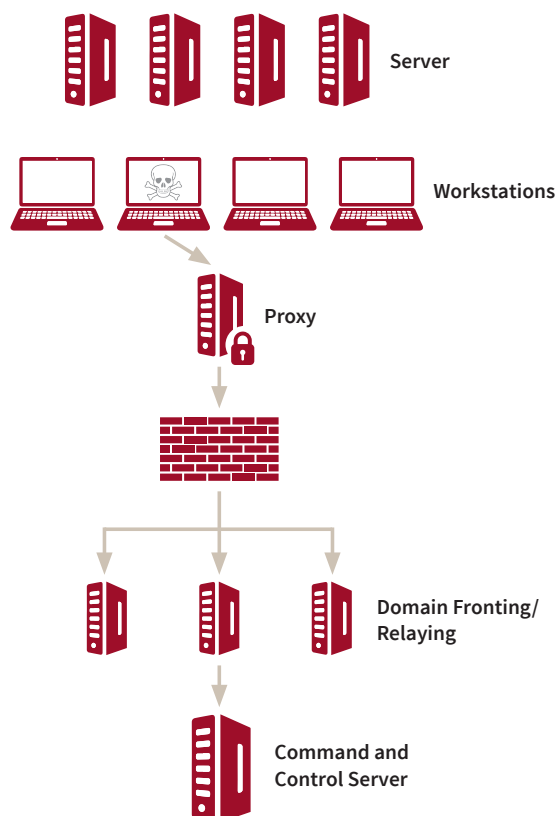 Server
Workstations
Proxy
Domain Fronting/
Relaying
Command and
Control Server